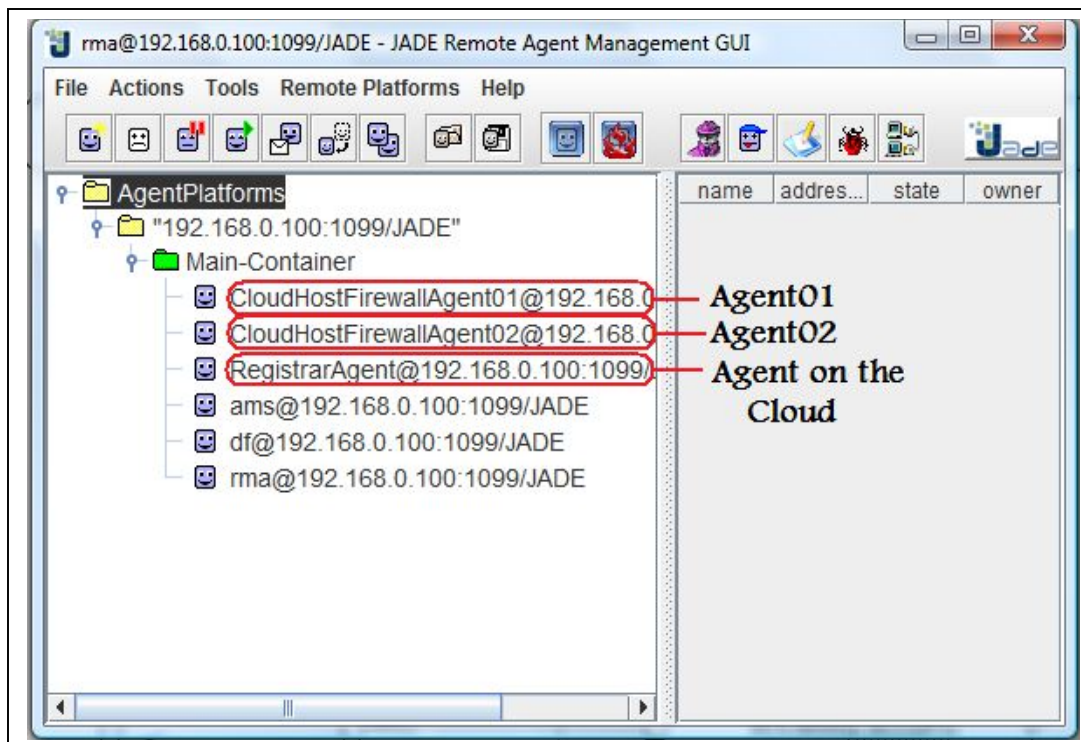 rma@192.168.0.100:1099/JADE - JADE Remote Agent Management GUI
File Actions Tools Remote Platforms Help
Jade
AgentPlatforms
name addres... state owner
"192.168.0.100:1099/JADE"
Main-Container
CloudHostFirewallAgent01@192.168.0
Agent01
CloudHostFirewallAgent02@192.168.0
Agent02
RegistrarAgent@192.168.0.100:1099/
Agent on the
Cloud
ams@192.168.0.100:1099/JADE
df@192.168.0.100:1099/JADE
rma@192.168.0.100:1099/JADE